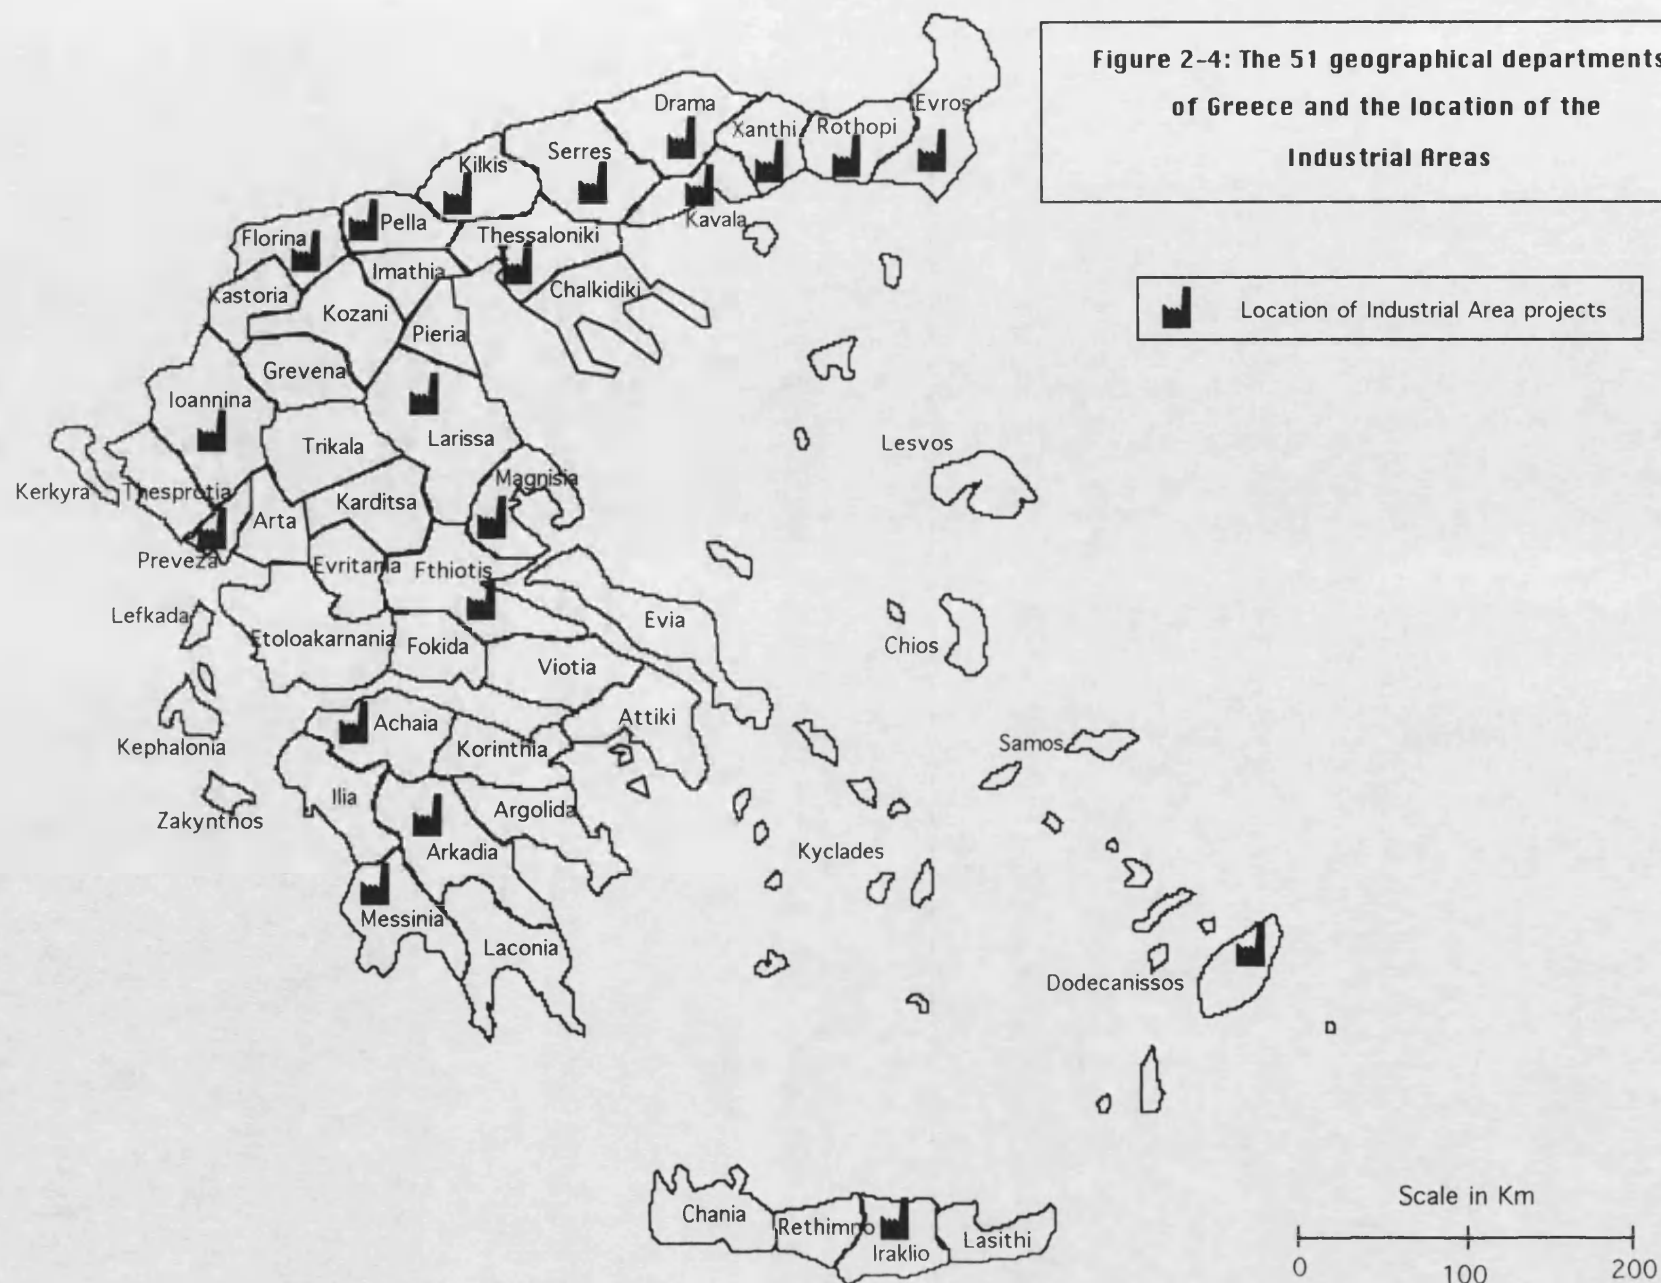 Figure 2-4: The 51 geographical departments
of Greece and the location of the
Industrial Areas
Location of Industrial Area projects
Evros
Drama
Xanthi
Rothopi
Serres
Kilkis
Kavala
Pella
Thessaloniki
Florina
Imathia
Chalkidiki
Kastoria
Kozani
Pieria
Grevena
Ioannina
Larissa
Trikala
Lesvos
Magnisia
Kerkyra
Thesprotia
Karditsa
Arta
Preveza
Evritania
Fthiotis
Lefkada
Evia
Etoloakarnania
Fokida
Chios
Viotia
Attiki
Achaia
Kephalonia
Korinthia
Samos
Ilia
Argolida
Zakynthos
Arkadia
Kyclades
Messinia
Laconia
Dodecanissos
Chania
Rethimno
Iraklio
Lasithi
Scale in Km
0
100
200